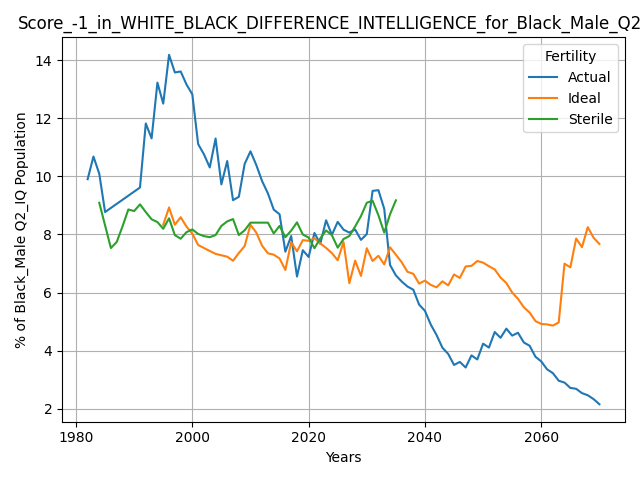 Score_-1_in_WHITE_BLACK_DIFFERENCE_INTELLIGENCE_for_Black_Male_Q2
Fertility
Actual
Ideal
Sterile
% of Black_Male Q2_IQ Population
14
12
10
8
6
4
2
1980 2000 2020 2040 2060
Years